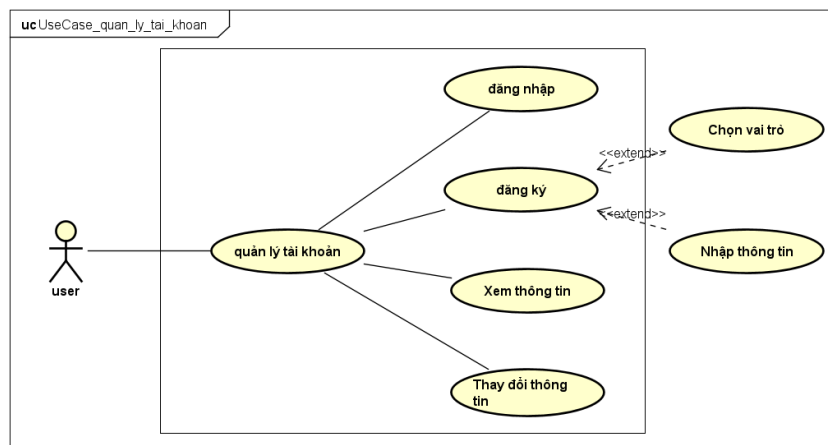 uc UseCase_quan_ly_tai_khoan
đăng nhập
Chọn vai trò
<<extend>>
đăng ký
<<extend>>
quản lý tài khoản
Nhập thông tin
user
Xem thông tin
Thay đổi thông
tin